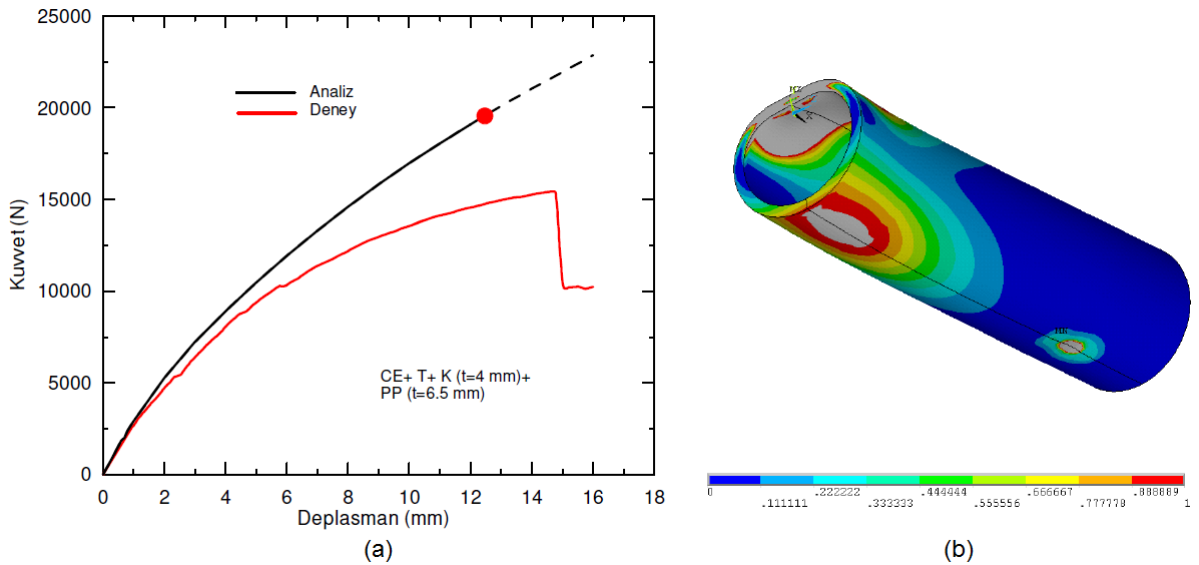 25000
20000
15000
10000
5000
0
Kuvvet (N)
Analiz
Deney
CE+ T+ K (t=4 mm)+
PP (t=6.5 mm)
0 2 4 6 8 10 12 14 16 18
Deplasman (mm)
(a)
X
0 .222222 .444444 .666667 .888889
.111111 .333333 .555556 .777778 1
(b)